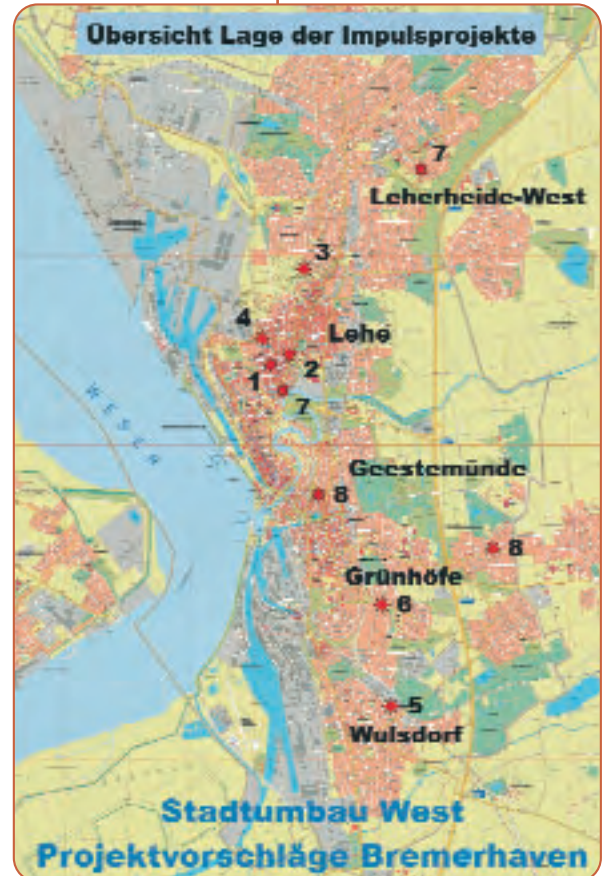 Übersicht Lage der Impulsprojekte
7
Leherheide-West
3
4
Lehe
2
1
7
WESER
Geestemünde
8
8
Grünhöfe
6
5
Wulsdorf
Stadtumbau West
Projektvorschläge Bremerhaven